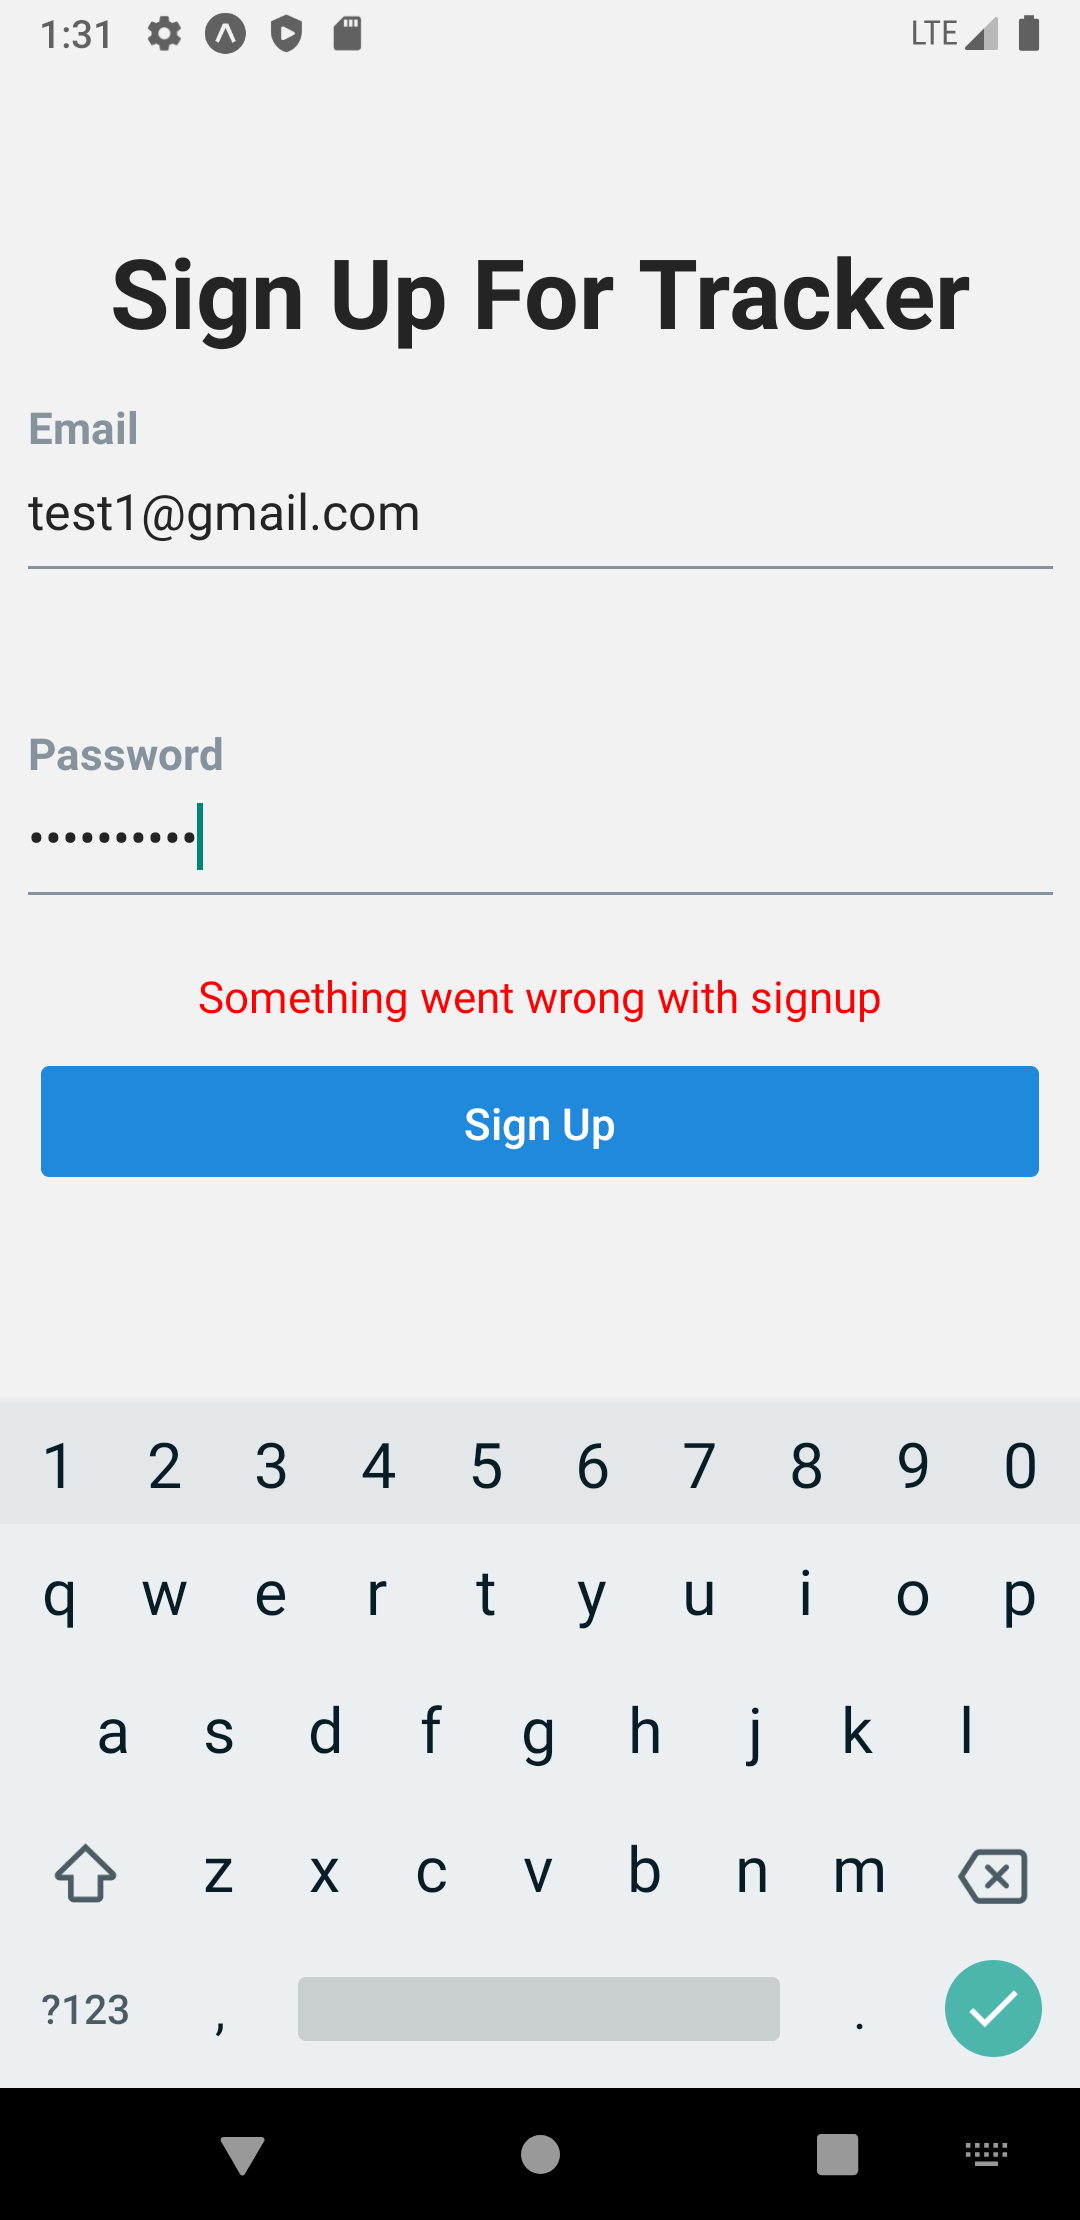 1:31 LTE
Sign Up For Tracker
Email
test1@gmail.com
Password
••••••••••
Something went wrong with signup
Sign Up
1 2 3 4 5 6 7 8 9 0
q w e r t y u i o p
a s d f g h j k l
z x c v b n m
?123 , .